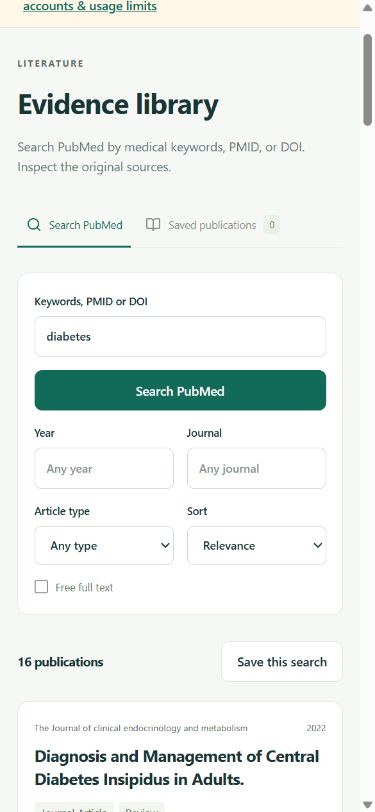 accounts & usage limits
LITERATURE
Evidence library
Search PubMed by medical keywords, PMID, or DOI.
Inspect the original sources.
Search PubMed
Saved publications 0
Keywords, PMID or DOI
diabetes
Search PubMed
Year Journal
Any year Any journal
Article type Sort
Any type Relevance
Free full text
16 publications Save this search
The Journal of clinical endocrinology and metabolism 2022
Diagnosis and Management of Central
Diabetes Insipidus in Adults.
Journal Article Review